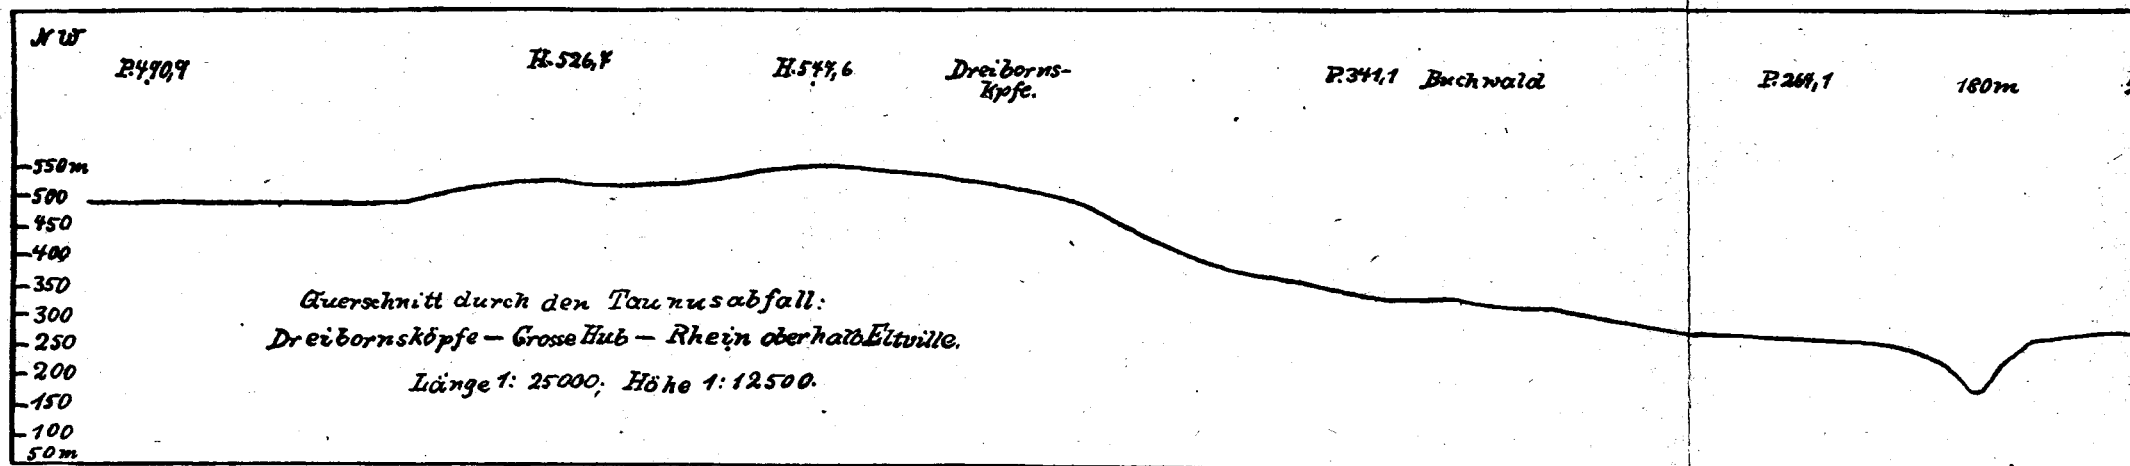 NW
P.490,9
H.526,7
H.547,6
Dreiborns-
kpfe.
P.341,1 Buchwald
P.264,1
180m
550m
500
450
400
350
300
250
200
150
100
50m
Querschnitt durch den Taunusabfall:
Dreibornsköpfe – Grosse Hub – Rhein oberhalb Eltville.
Länge 1: 25000; Höhe 1:12500.